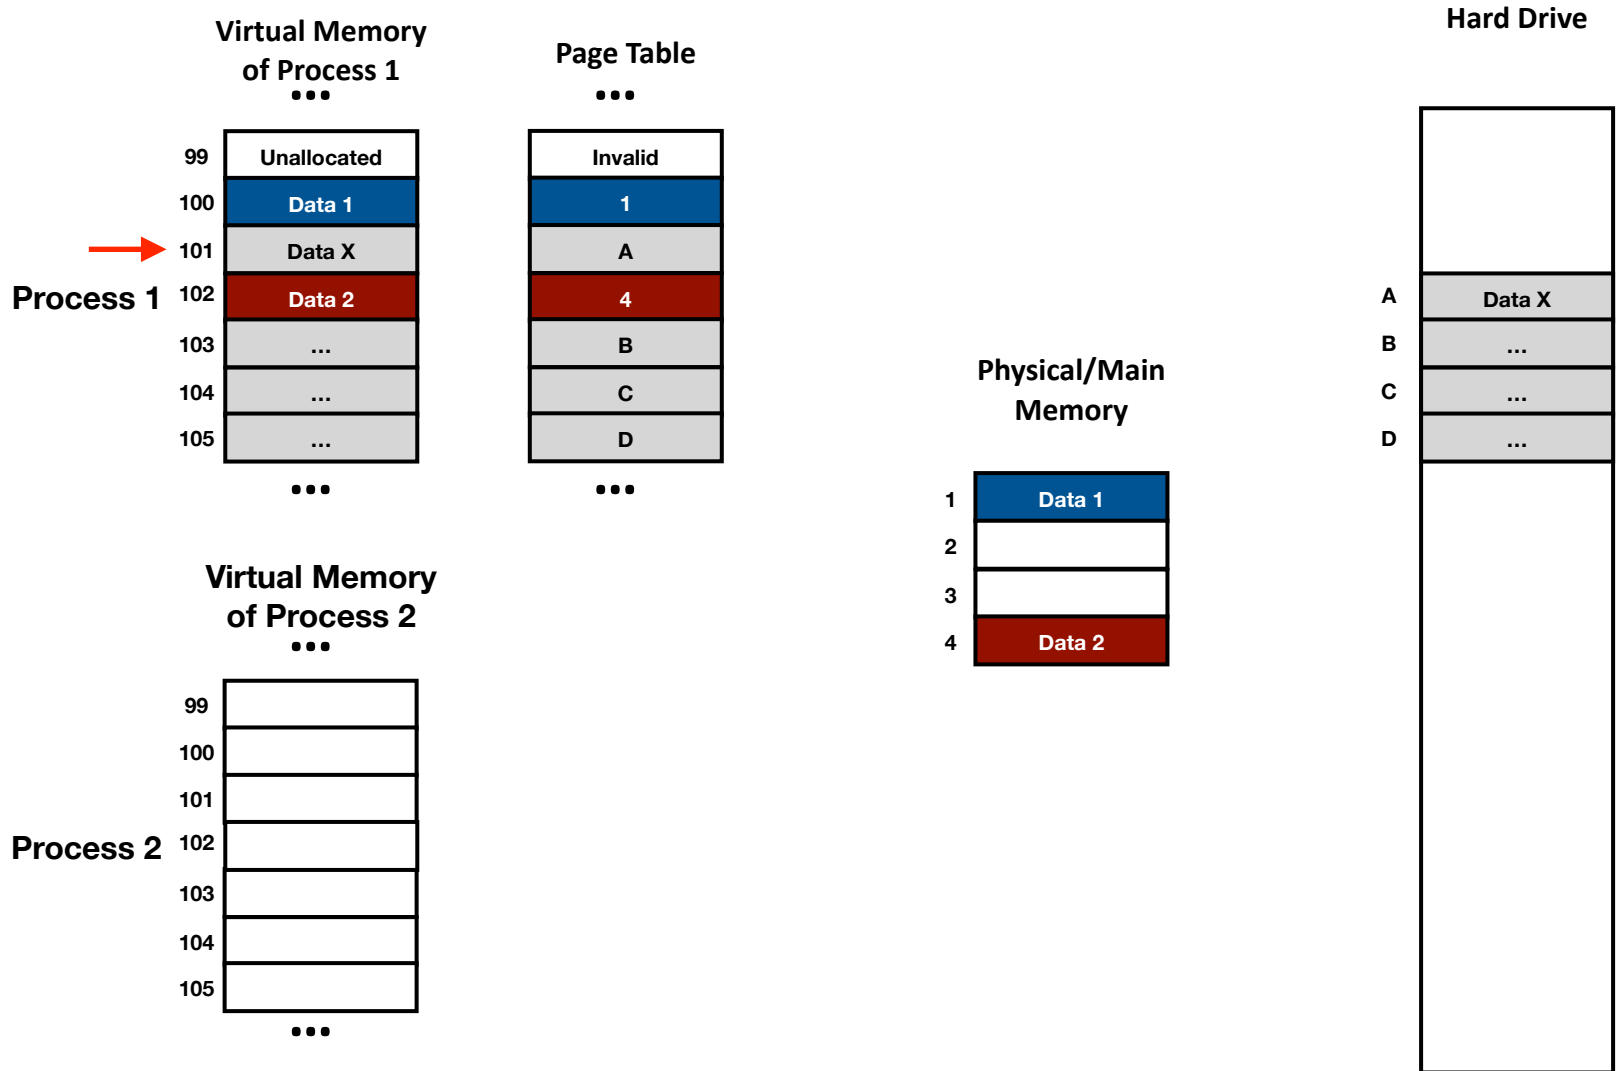 Virtual Memory
of Process 1
...
99 Unallocated
100 Data 1
101 Data X
Process 1 102 Data 2
103 ...
104 ...
105 ...
...
Page Table
...
Invalid
1
A
4
B
C
D
...
Virtual Memory
of Process 2
...
99
100
101
Process 2 102
103
104
105
...
Physical/Main
Memory
1 Data 1
2
3
4 Data 2
Hard Drive
A Data X
B ...
C ...
D ...